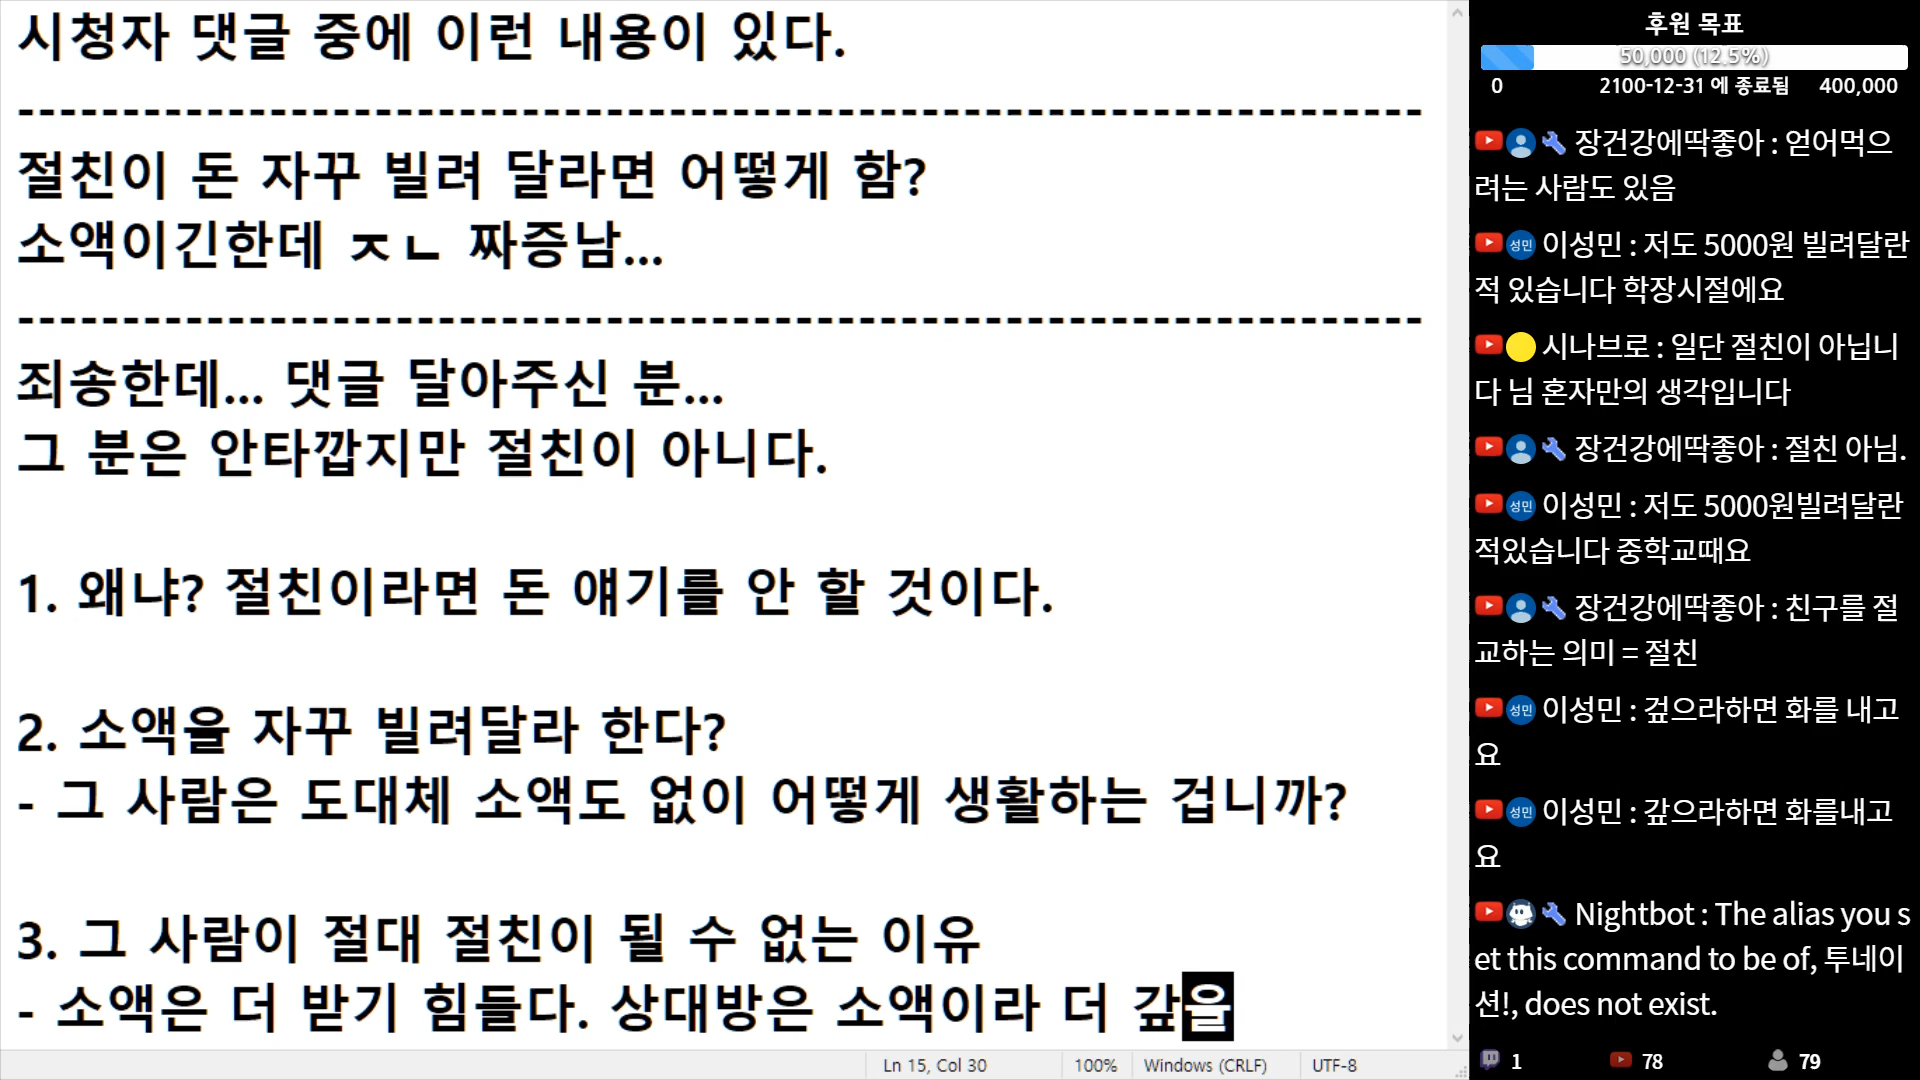 시청자 댓글 중에 이런 내용이 있다.
--------------------------------------------------------------------
절친이 돈 자꾸 빌려 달라면 어떻게 함?
소액이긴한데 ㅈㄴ 짜증남...
--------------------------------------------------------------------
죄송한데... 댓글 달아주신 분...
그 분은 안타깝지만 절친이 아니다.
1. 왜냐? 절친이라면 돈 얘기를 안 할 것이다.
2. 소액율 자꾸 빌려달라 한다?
- 그 사람은 도대체 소액도 없이 어떻게 생활하는 겁니까?
3. 그 사람이 절대 절친이 될 수 없는 이유
- 소액은 더 받기 힘들다. 상대방은 소액이라 더 갚을
Ln 15, Col 30
100%
Windows (CRLF)
UTF-8
후원 목표
50,000 (12.5%)
0 2100-12-31 에 종료됨 400,000
장건강에딱좋아 : 얻어먹으
려는 사람도 있음
성민 이성민 : 저도 5000원 빌려달란
적 있습니다 학장시절에요
시나브로 : 일단 절친이 아닙니
다 님 혼자만의 생각입니다
장건강에딱좋아 : 절친 아님.
성민 이성민 : 저도 5000원빌려달란
적있습니다 중학교때요
장건강에딱좋아 : 친구를 절
교하는 의미 = 절친
성민 이성민 : 겊으라하면 화를 내고
요
성민 이성민 : 갚으라하면 화를내고
요
Nightbot : The alias you s
et this command to be of, 투네이
션!, does not exist.
1 78 79